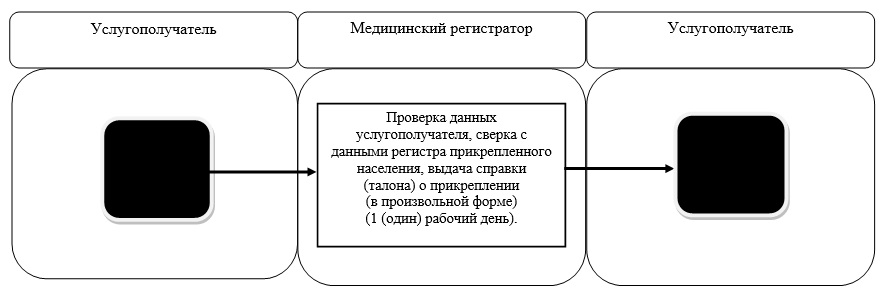 Услугополучатель
Медицинский регистратор
Услугополучатель
Проверка данных
услугополучателя, сверка с
данными регистра прикрепленного
населения, выдача справки
(талона) о прикреплении
(в произвольной форме)
(1 (один) рабочий день).